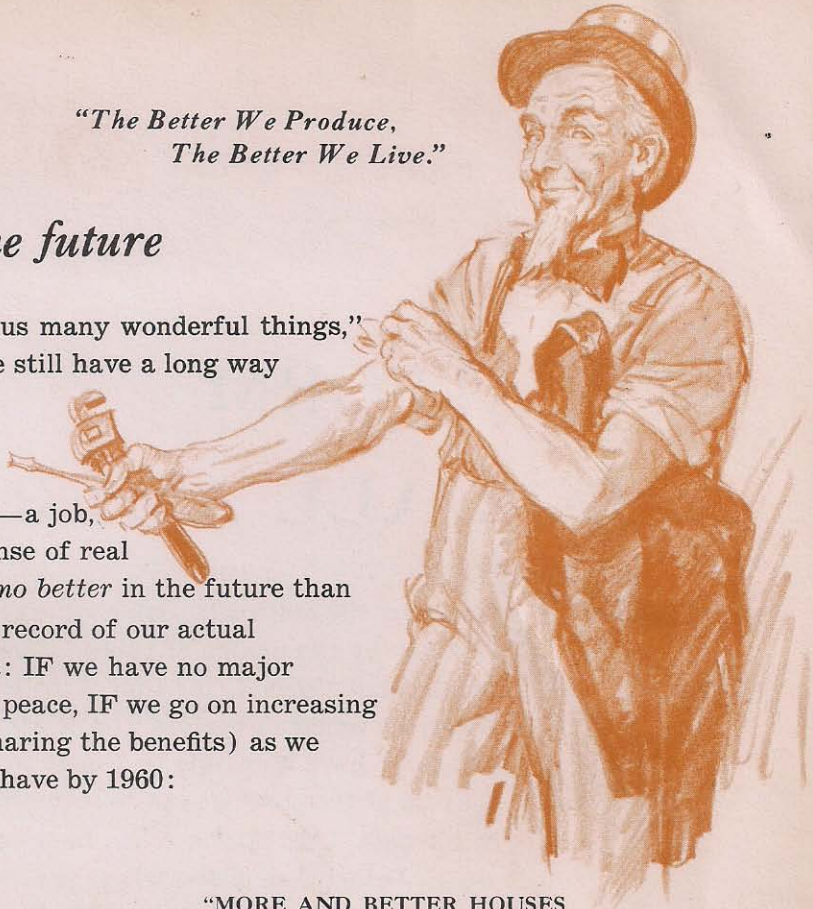 “The Better We Produce,
The Better We Live.”
future
us many wonderful things,”
still have a long way
—a job,
of real
no better in the future than
record of our actual
: IF we have no major
peace, IF we go on increasing
the benefits) as we
have by 1960:
“MORE AND BETTER HOUSES